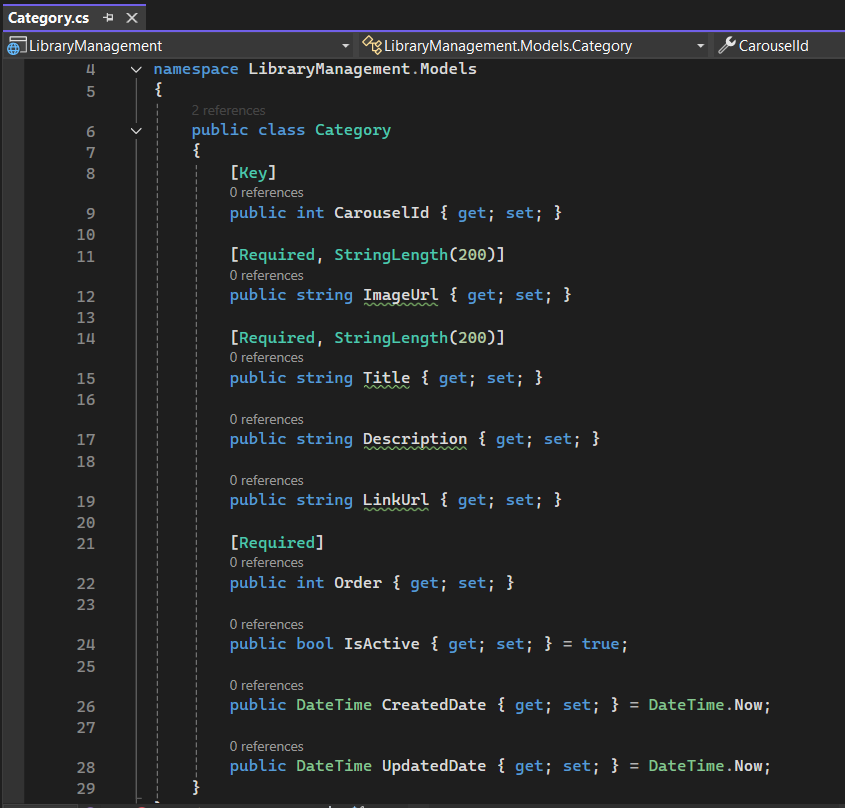 Category.cs
LibraryManagement LibraryManagement.Models.Category CarouselId
4 namespace LibraryManagement.Models
5 {
2 references
6 public class Category
7 {
8 [Key]
0 references
9 public int CarouselId { get; set; }
10
11 [Required, StringLength(200)]
0 references
12 public string ImageUrl { get; set; }
13
14 [Required, StringLength(200)]
0 references
15 public string Title { get; set; }
16
0 references
17 public string Description { get; set; }
18
0 references
19 public string LinkUrl { get; set; }
20
21 [Required]
0 references
22 public int Order { get; set; }
23
0 references
24 public bool IsActive { get; set; } = true;
25
0 references
26 public DateTime CreatedDate { get; set; } = DateTime.Now;
27
0 references
28 public DateTime UpdatedDate { get; set; } = DateTime.Now;
29 }